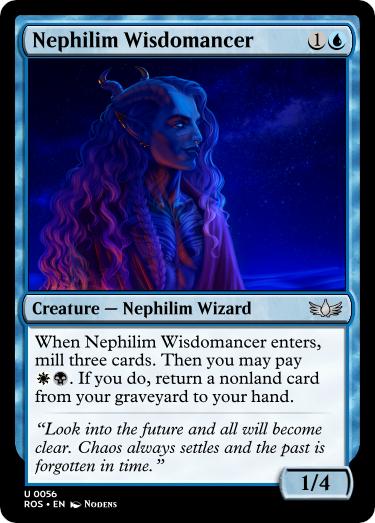 Nephilim Wisdomancer 1
Creature — Nephilim Wizard
When Nephilim Wisdomancer enters,
mill three cards. Then you may pay
. If you do, return a nonland card
from your graveyard to your hand.
“Look into the future and all will become
clear. Chaos always settles and the past is
forgotten in time.”
1/4
U 0056
ROS • EN Nodens